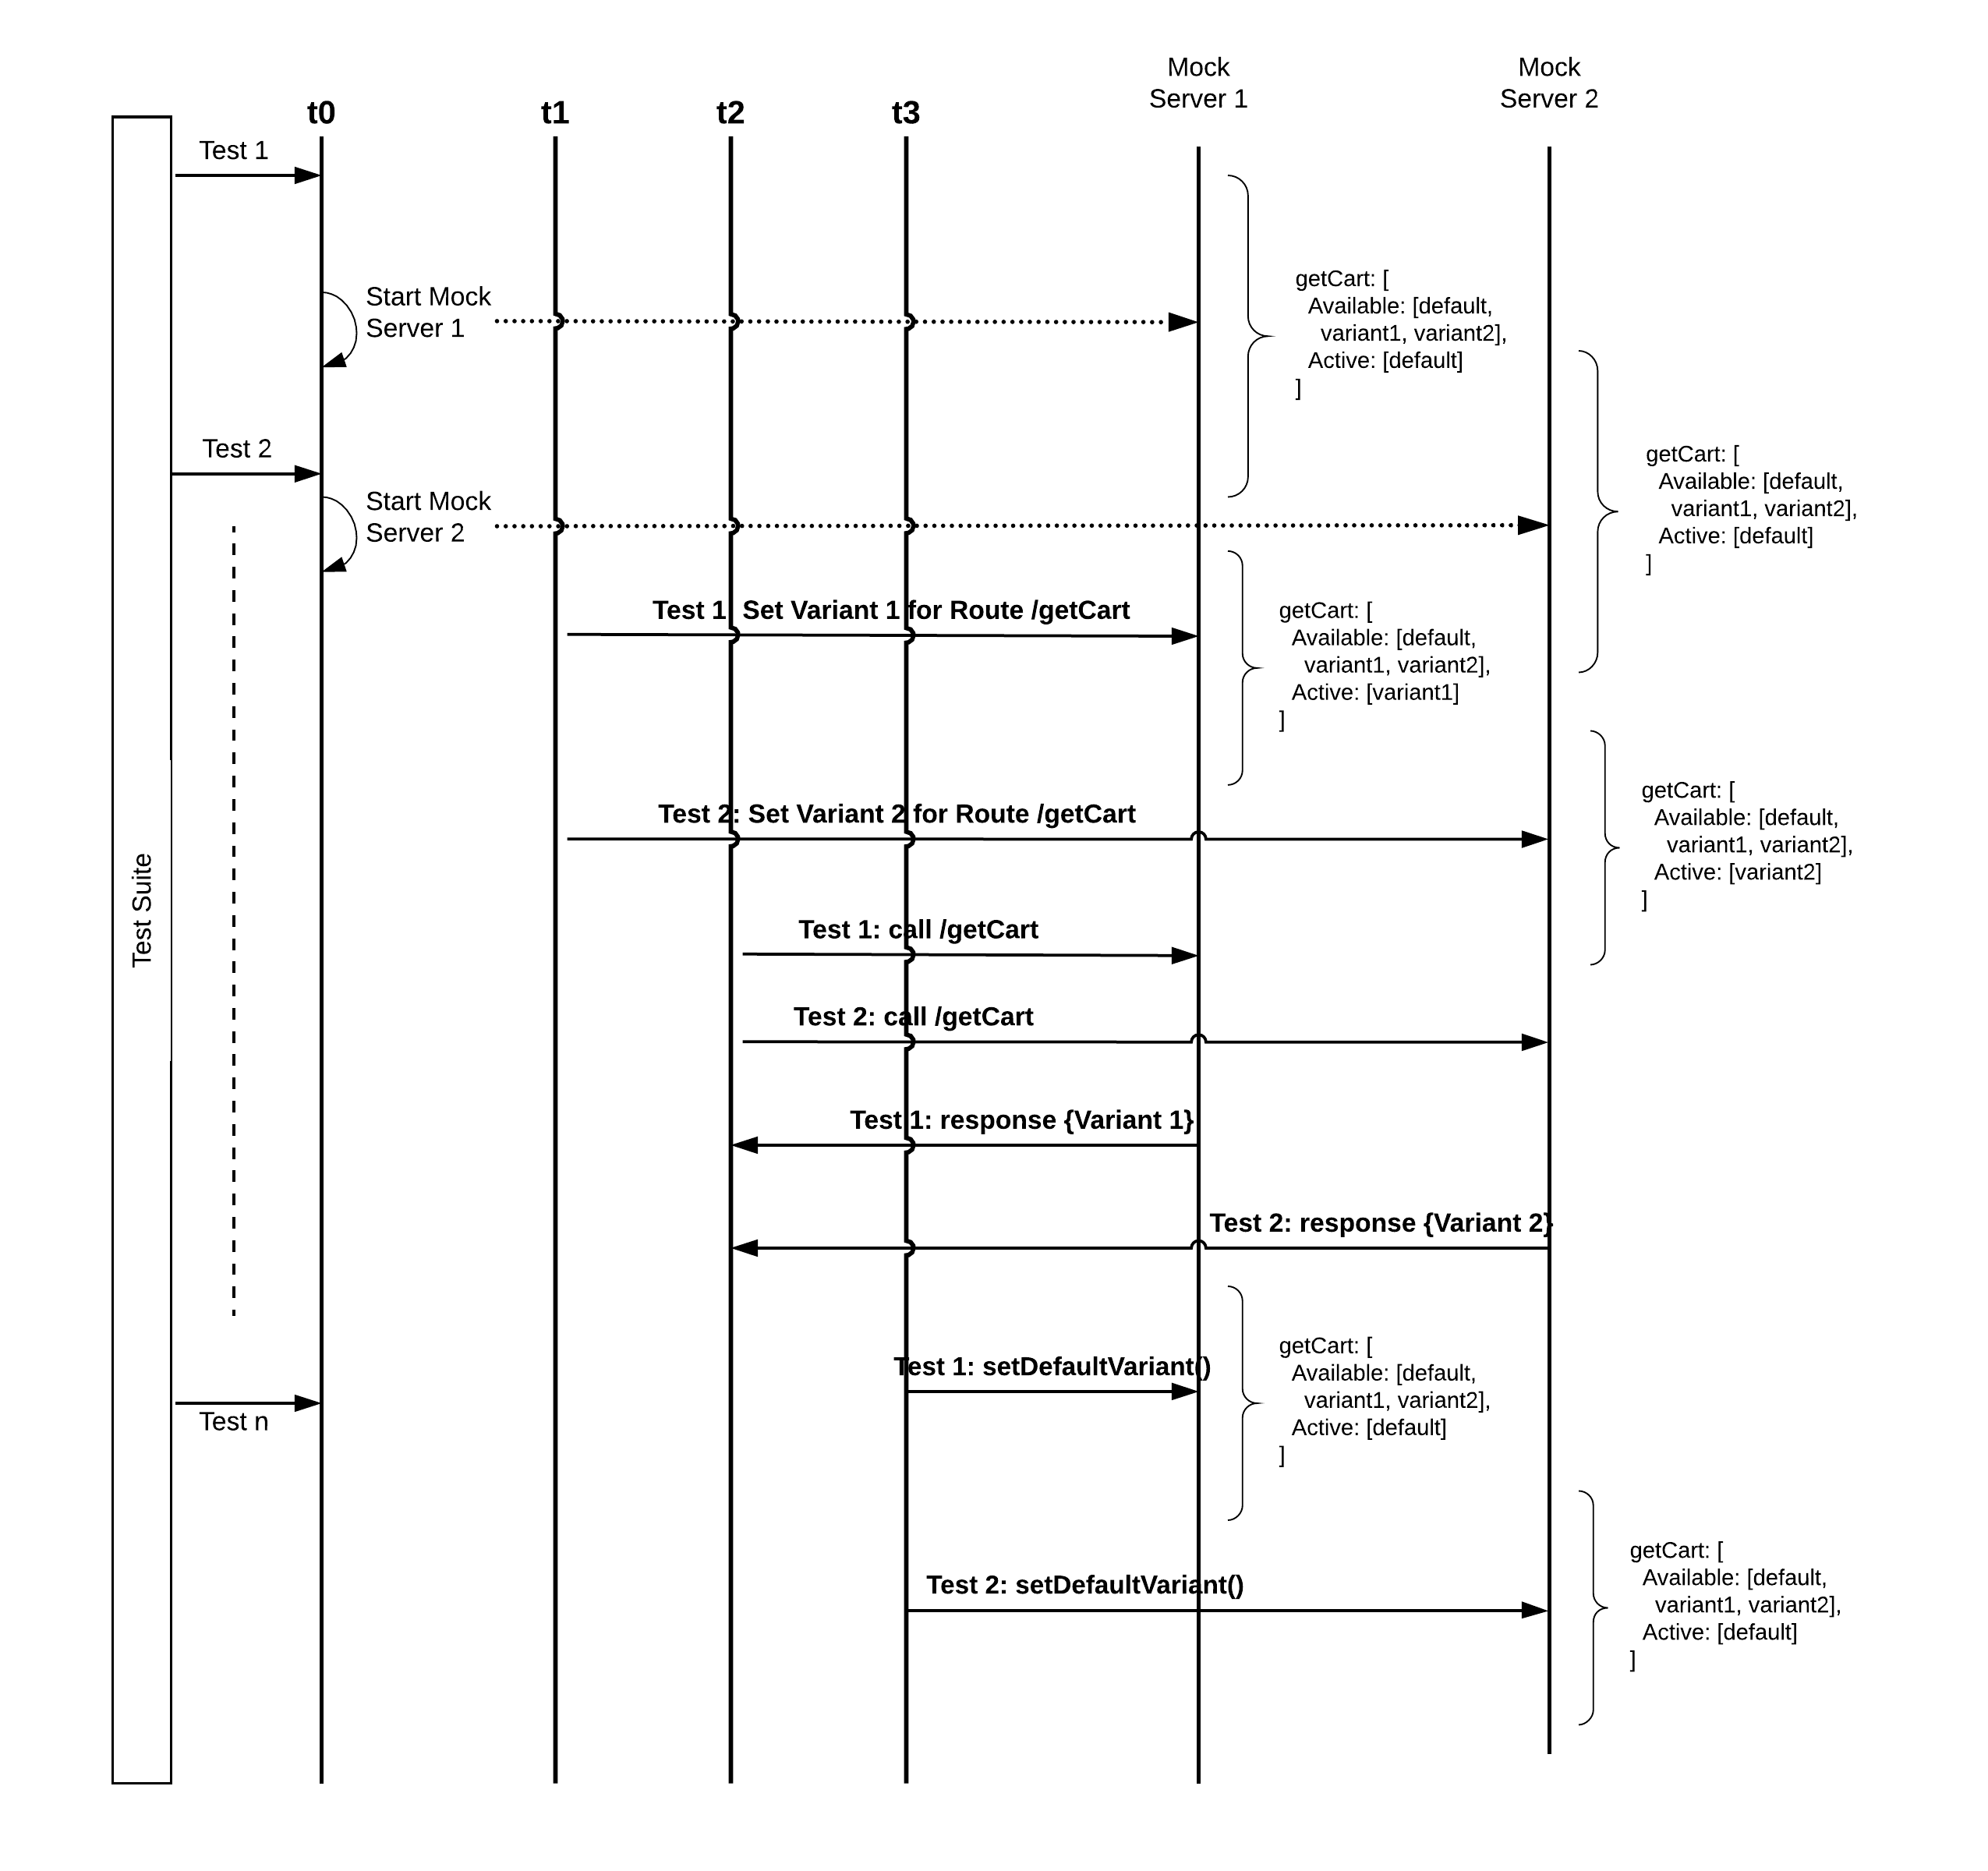 Mock
Server 1
Mock
Server 2
t0
t1
t2
t3
Test 1
Start Mock
Server 1
getCart: [
Available: [default,
variant1, variant2],
Active: [default]
]
Test 2
Start Mock
Server 2
getCart: [
Available: [default,
variant1, variant2],
Active: [default]
]
Test 1: Set Variant 1 for Route /getCart
getCart: [
Available: [default,
variant1, variant2],
Active: [variant1]
]
Test 2: Set Variant 2 for Route /getCart
getCart: [
Available: [default,
variant1, variant2],
Active: [variant2]
]
Test Suite
Test 1: call /getCart
Test 2: call /getCart
Test 1: response {Variant 1}
Test 2: response {Variant 2}
Test 1: setDefaultVariant()
getCart: [
Available: [default,
variant1, variant2],
Active: [default]
]
Test n
Test 2: setDefaultVariant()
getCart: [
Available: [default,
variant1, variant2],
Active: [default]
]